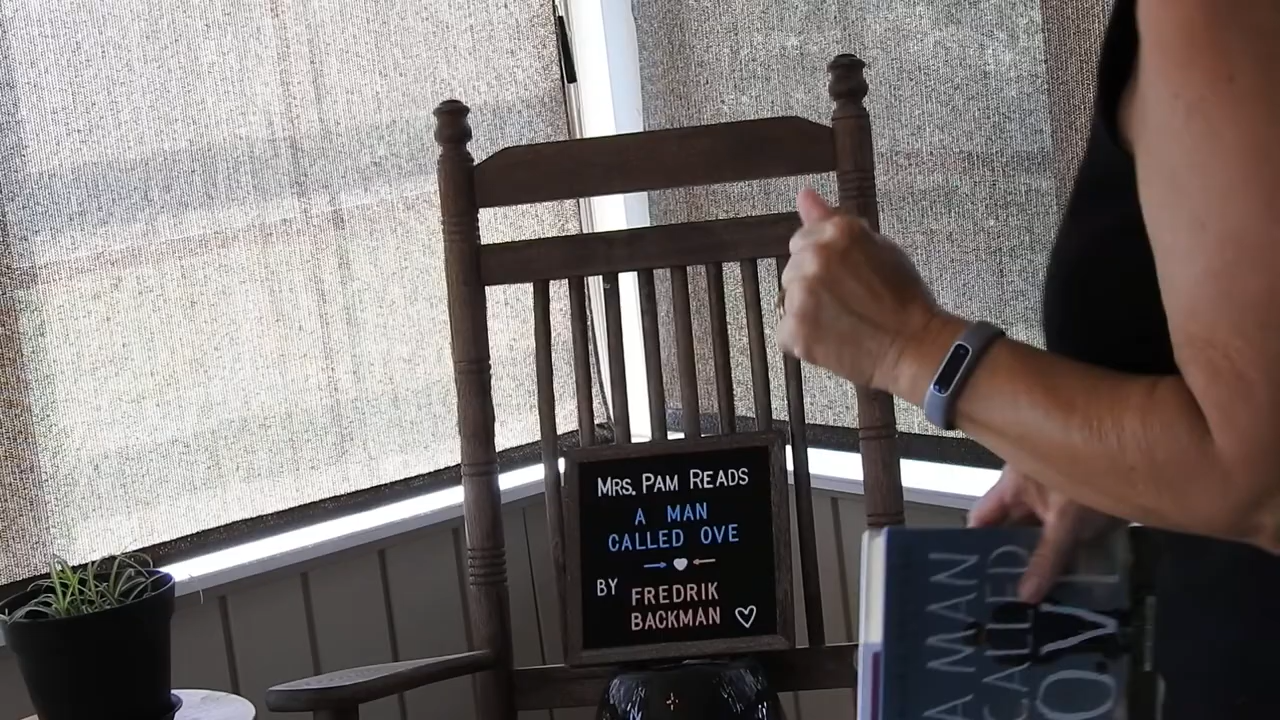 MRS. PAM READS
A MAN
CALLED OVE
BY
FREDRIK
BACKMAN
A MAN
CALLED
OVE